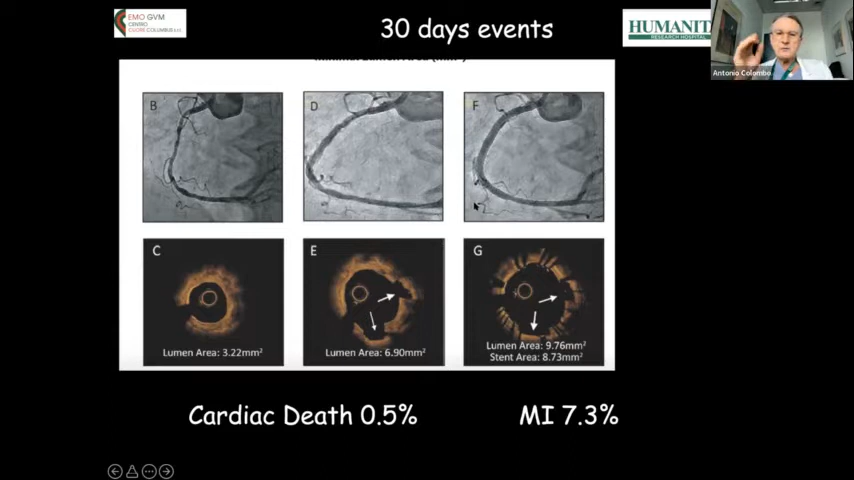 EMO GVM
CENTRO
CUORE COLUMBUS
30 days events
HUMANIT
RESEARCH HOSPITAL
Antonio Colombo
B
D
F
C
E
G
Lumen Area: 3.22mm²
Lumen Area: 6.90mm²
Lumen Area: 9.76mm²
Stent Area: 8.73mm²
Cardiac Death 0.5%
MI 7.3%